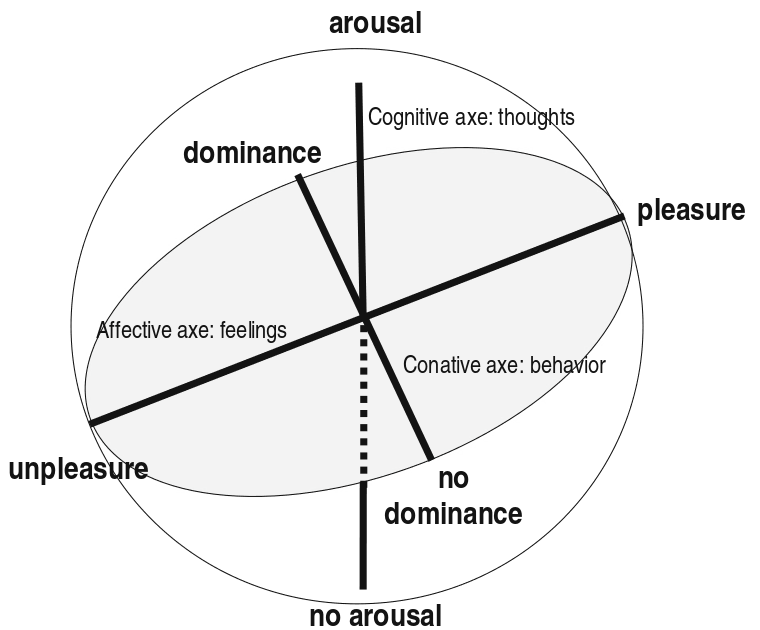 arousal
Cognitive axe: thoughts
dominance
pleasure
Affective axe: feelings
Conative axe: behavior
unpleasure
no
dominance
no arousal